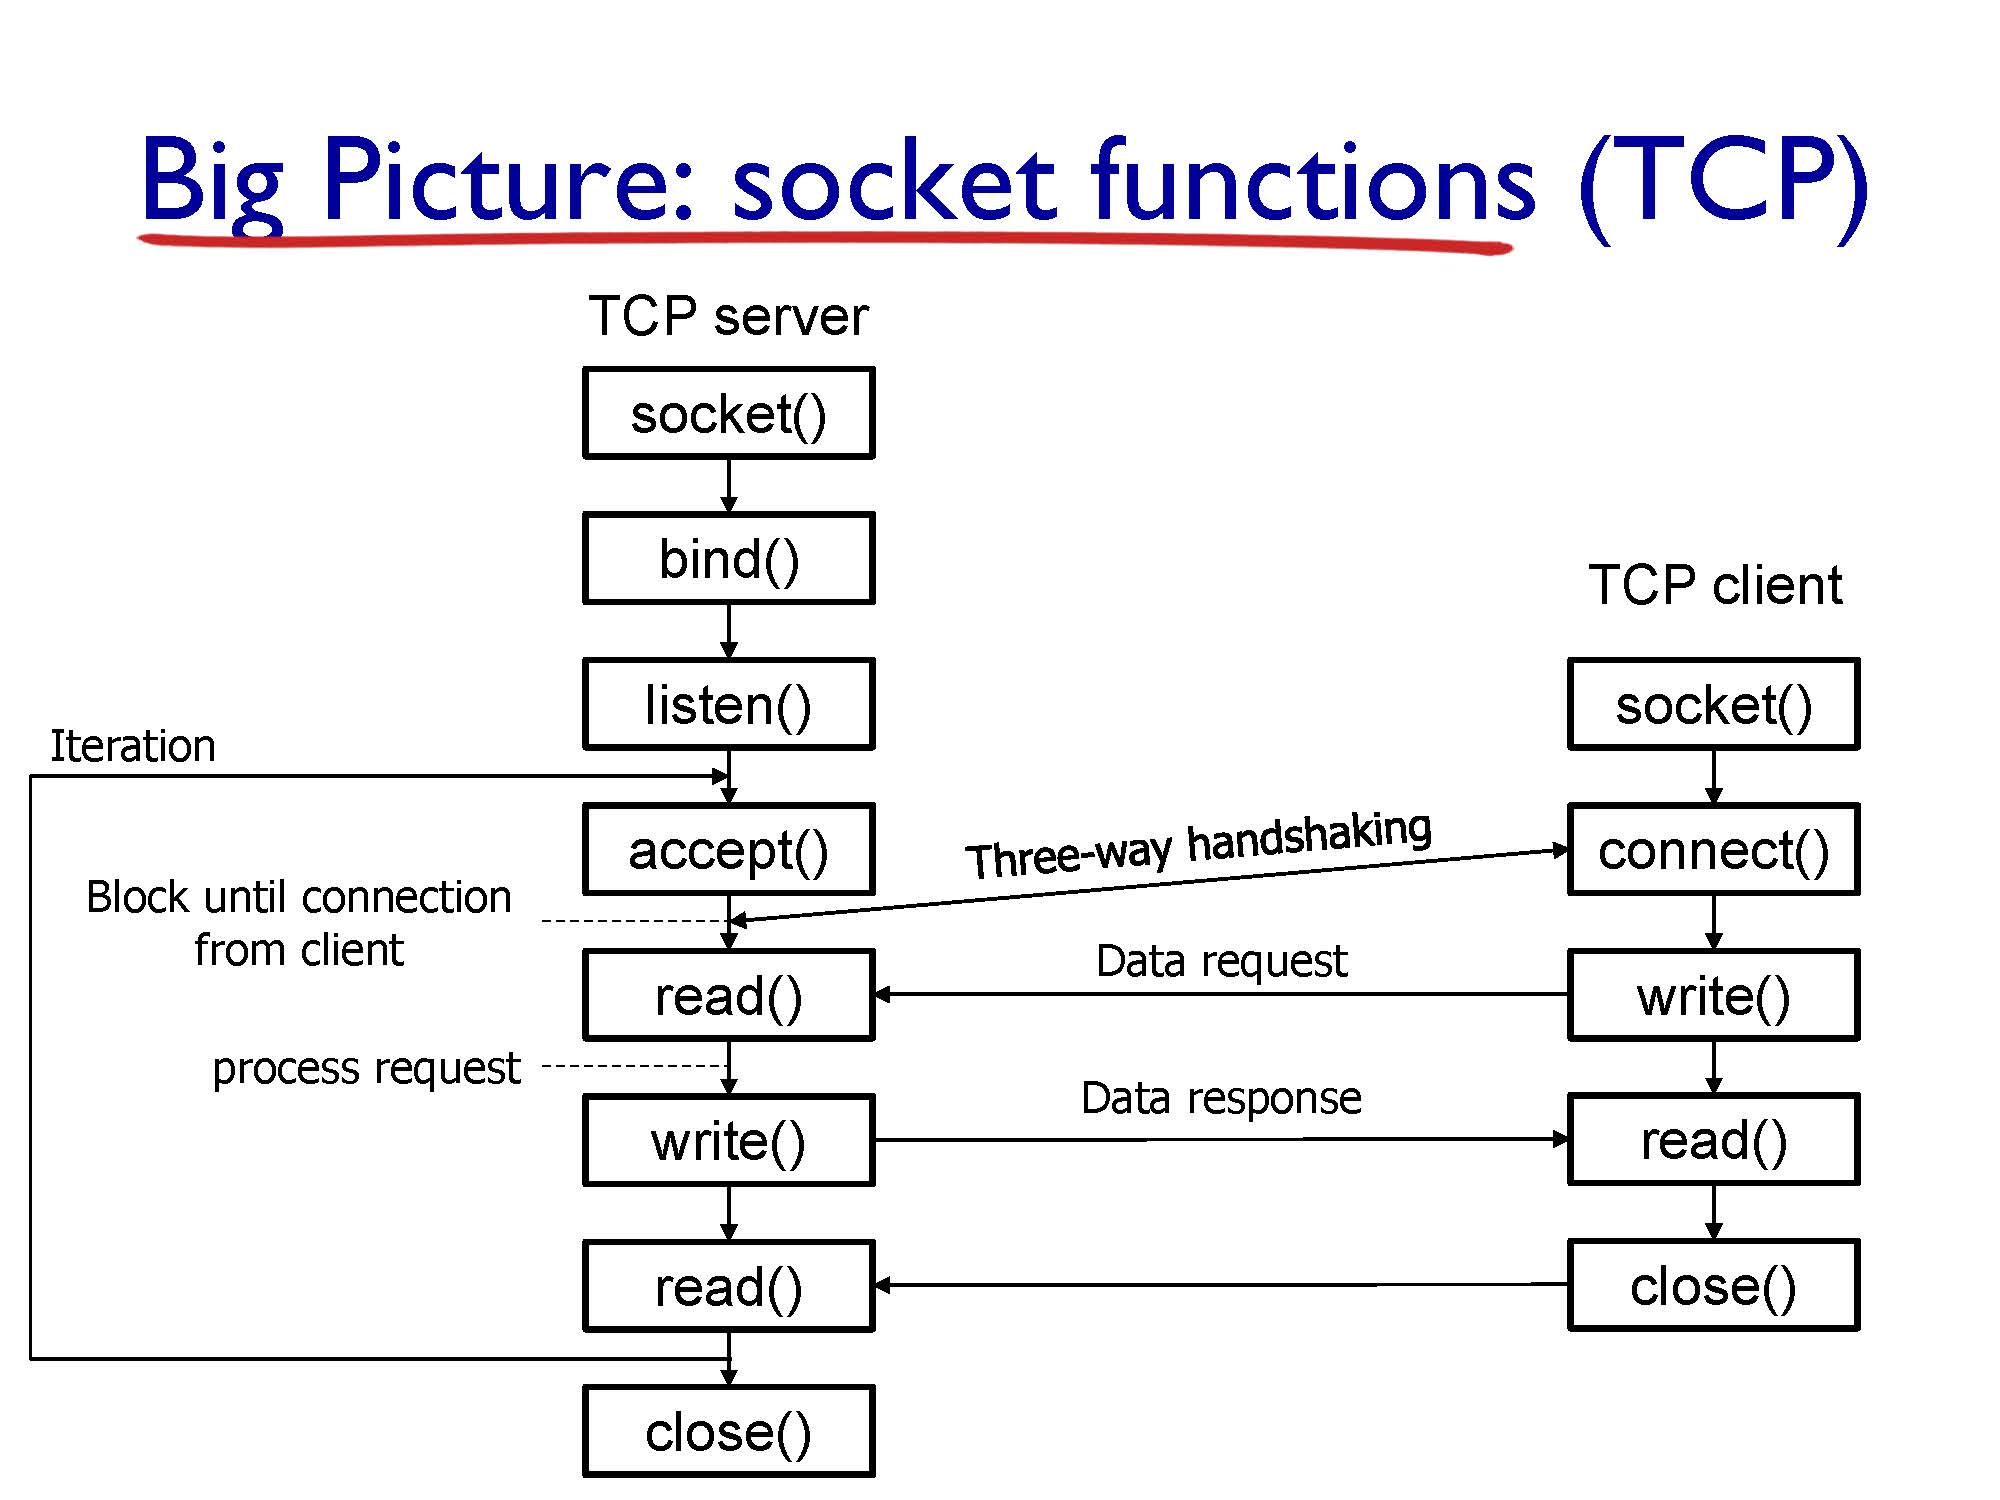 Big Picture: socket functions (TCP)
TCP server
socket()
bind()
TCP client
listen()
socket()
Iteration
accept()
Three-way handshaking
connect()
Block until connection
from client
read()
Data request
write()
process request
write()
Data response
read()
read()
close()
close()